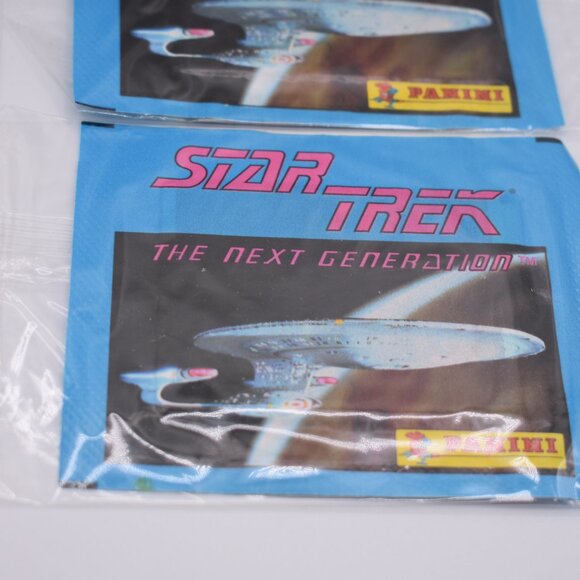 PANINI
STAR
TREK®
THE NEXT GENERATION™
PANINI